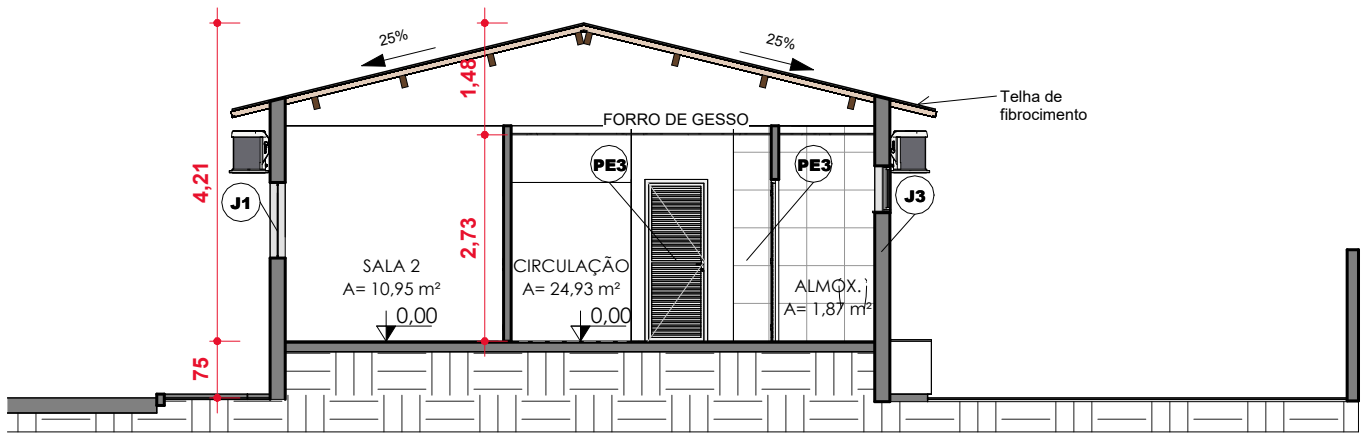 25%
25%
1,48
Telha de
fibrocimento
FORRO DE GESSO
PE3
PE3
4,21
J1
J3
2,73
SALA 2
A= 10,95 m²
0,00
CIRCULAÇÃO
A= 24,93 m²
0,00
ALMOX.
A= 1,87 m²
75